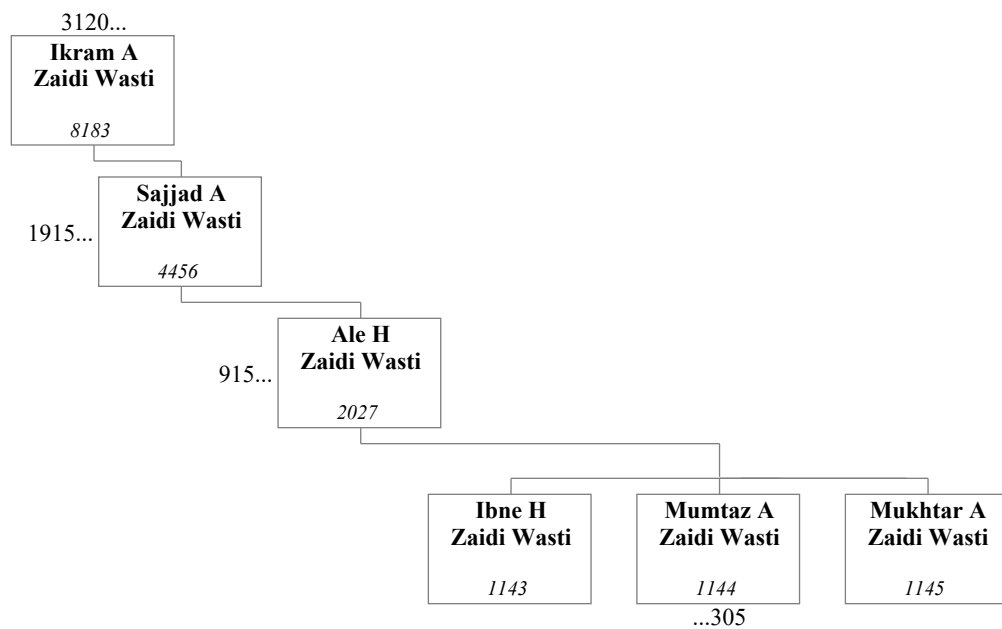 3120...
Ikram A
Zaidi Wasti
8183
Sajjad A
Zaidi Wasti
1915...
4456
Ale H
Zaidi Wasti
915...
2027
Ibne H
Zaidi Wasti
1143
Mumtaz A
Zaidi Wasti
1144
...305
Mukhtar A
Zaidi Wasti
1145